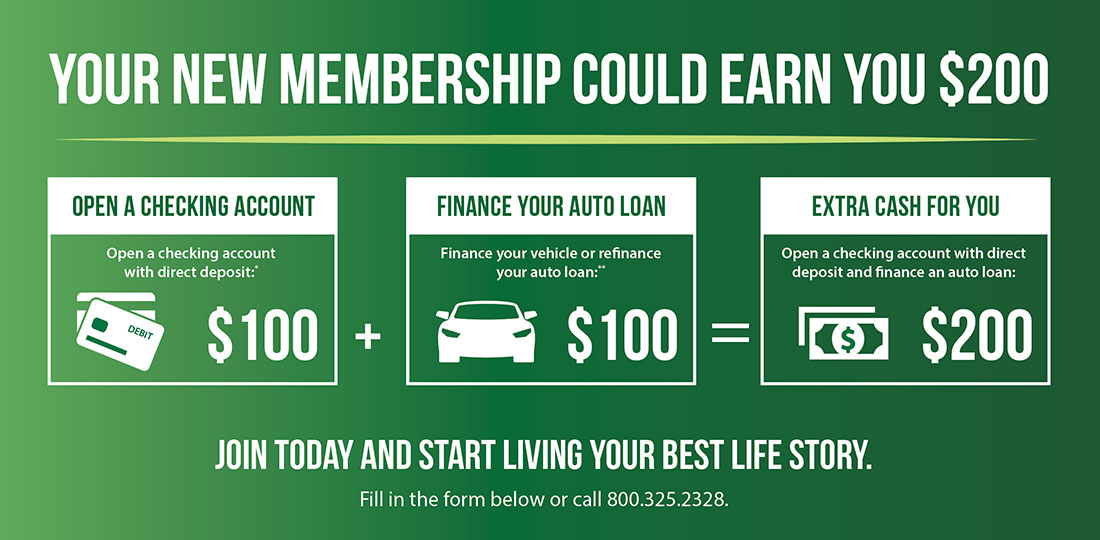 YOUR NEW MEMBERSHIP COULD EARN YOU $200
OPEN A CHECKING ACCOUNT
Open a checking account
with direct deposit:*
DEBIT
$100
+
FINANCE YOUR AUTO LOAN
Finance your vehicle or refinance
your auto loan:**
$100
=
EXTRA CASH FOR YOU
Open a checking account with direct
deposit and finance an auto loan:
$
$200
JOIN TODAY AND START LIVING YOUR BEST LIFE STORY.
Fill in the form below or call 800.325.2328.